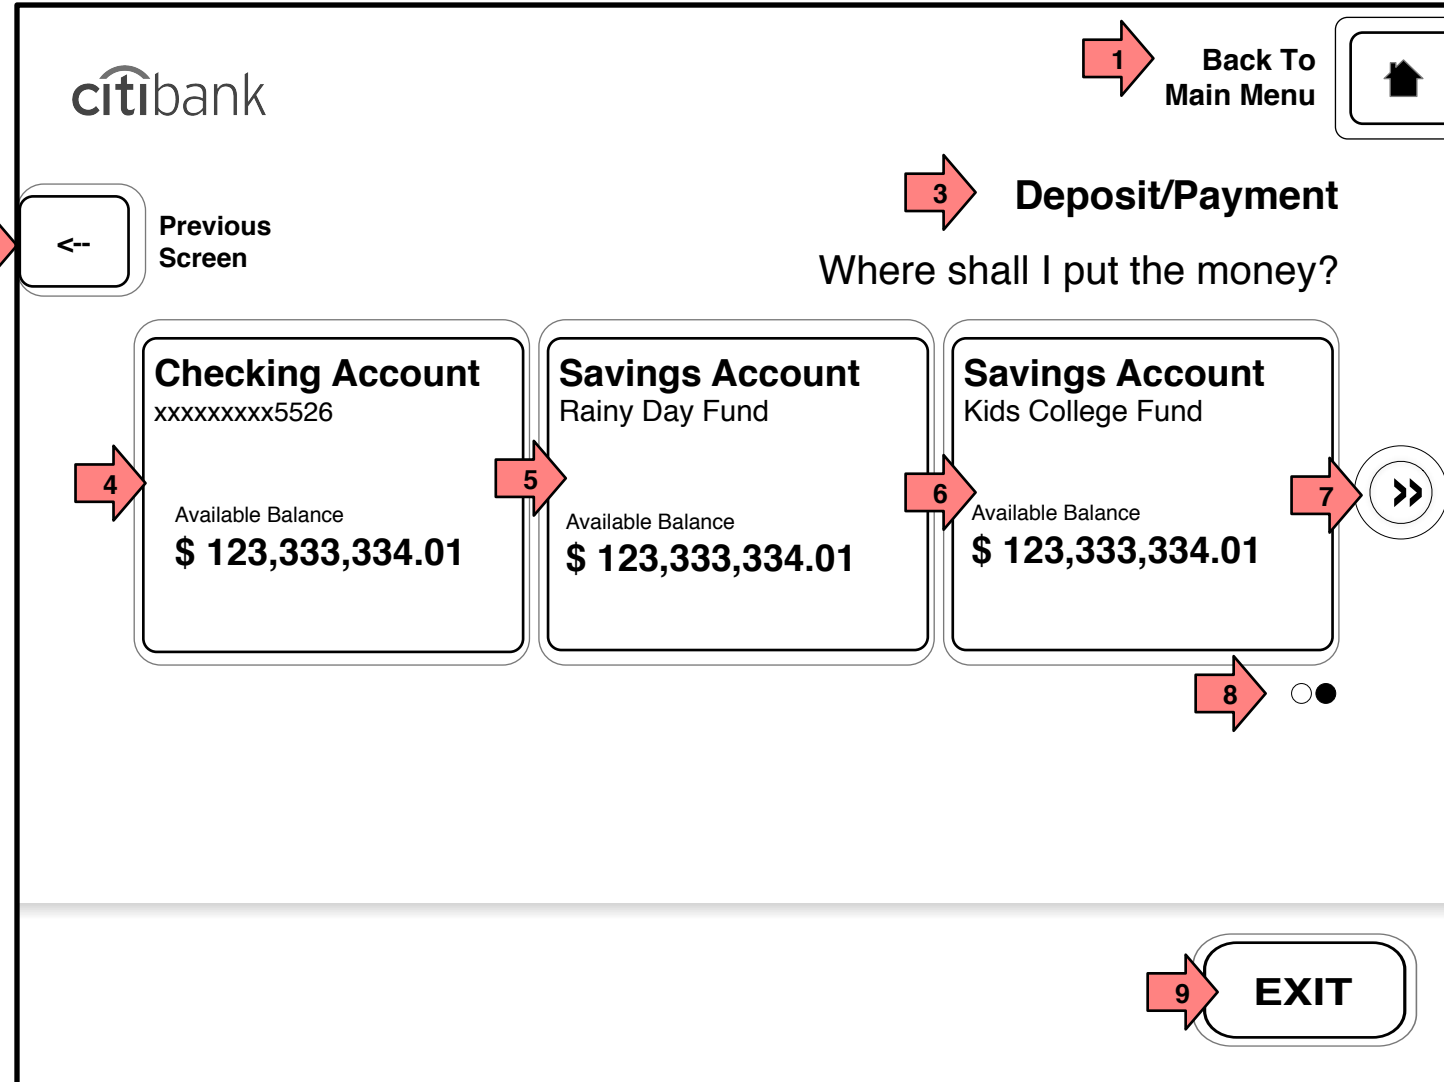 citibank
1
Back To
Main Menu
3
Deposit/Payment
<--
Previous
Screen
Where shall I put the money?
Checking Account
xxxxxxxxx5526
4
Available Balance
$ 123,333,334.01
Savings Account
Rainy Day Fund
5
Available Balance
$ 123,333,334.01
Savings Account
Kids College Fund
6
Available Balance
$ 123,333,334.01
7
>>
8
9
EXIT